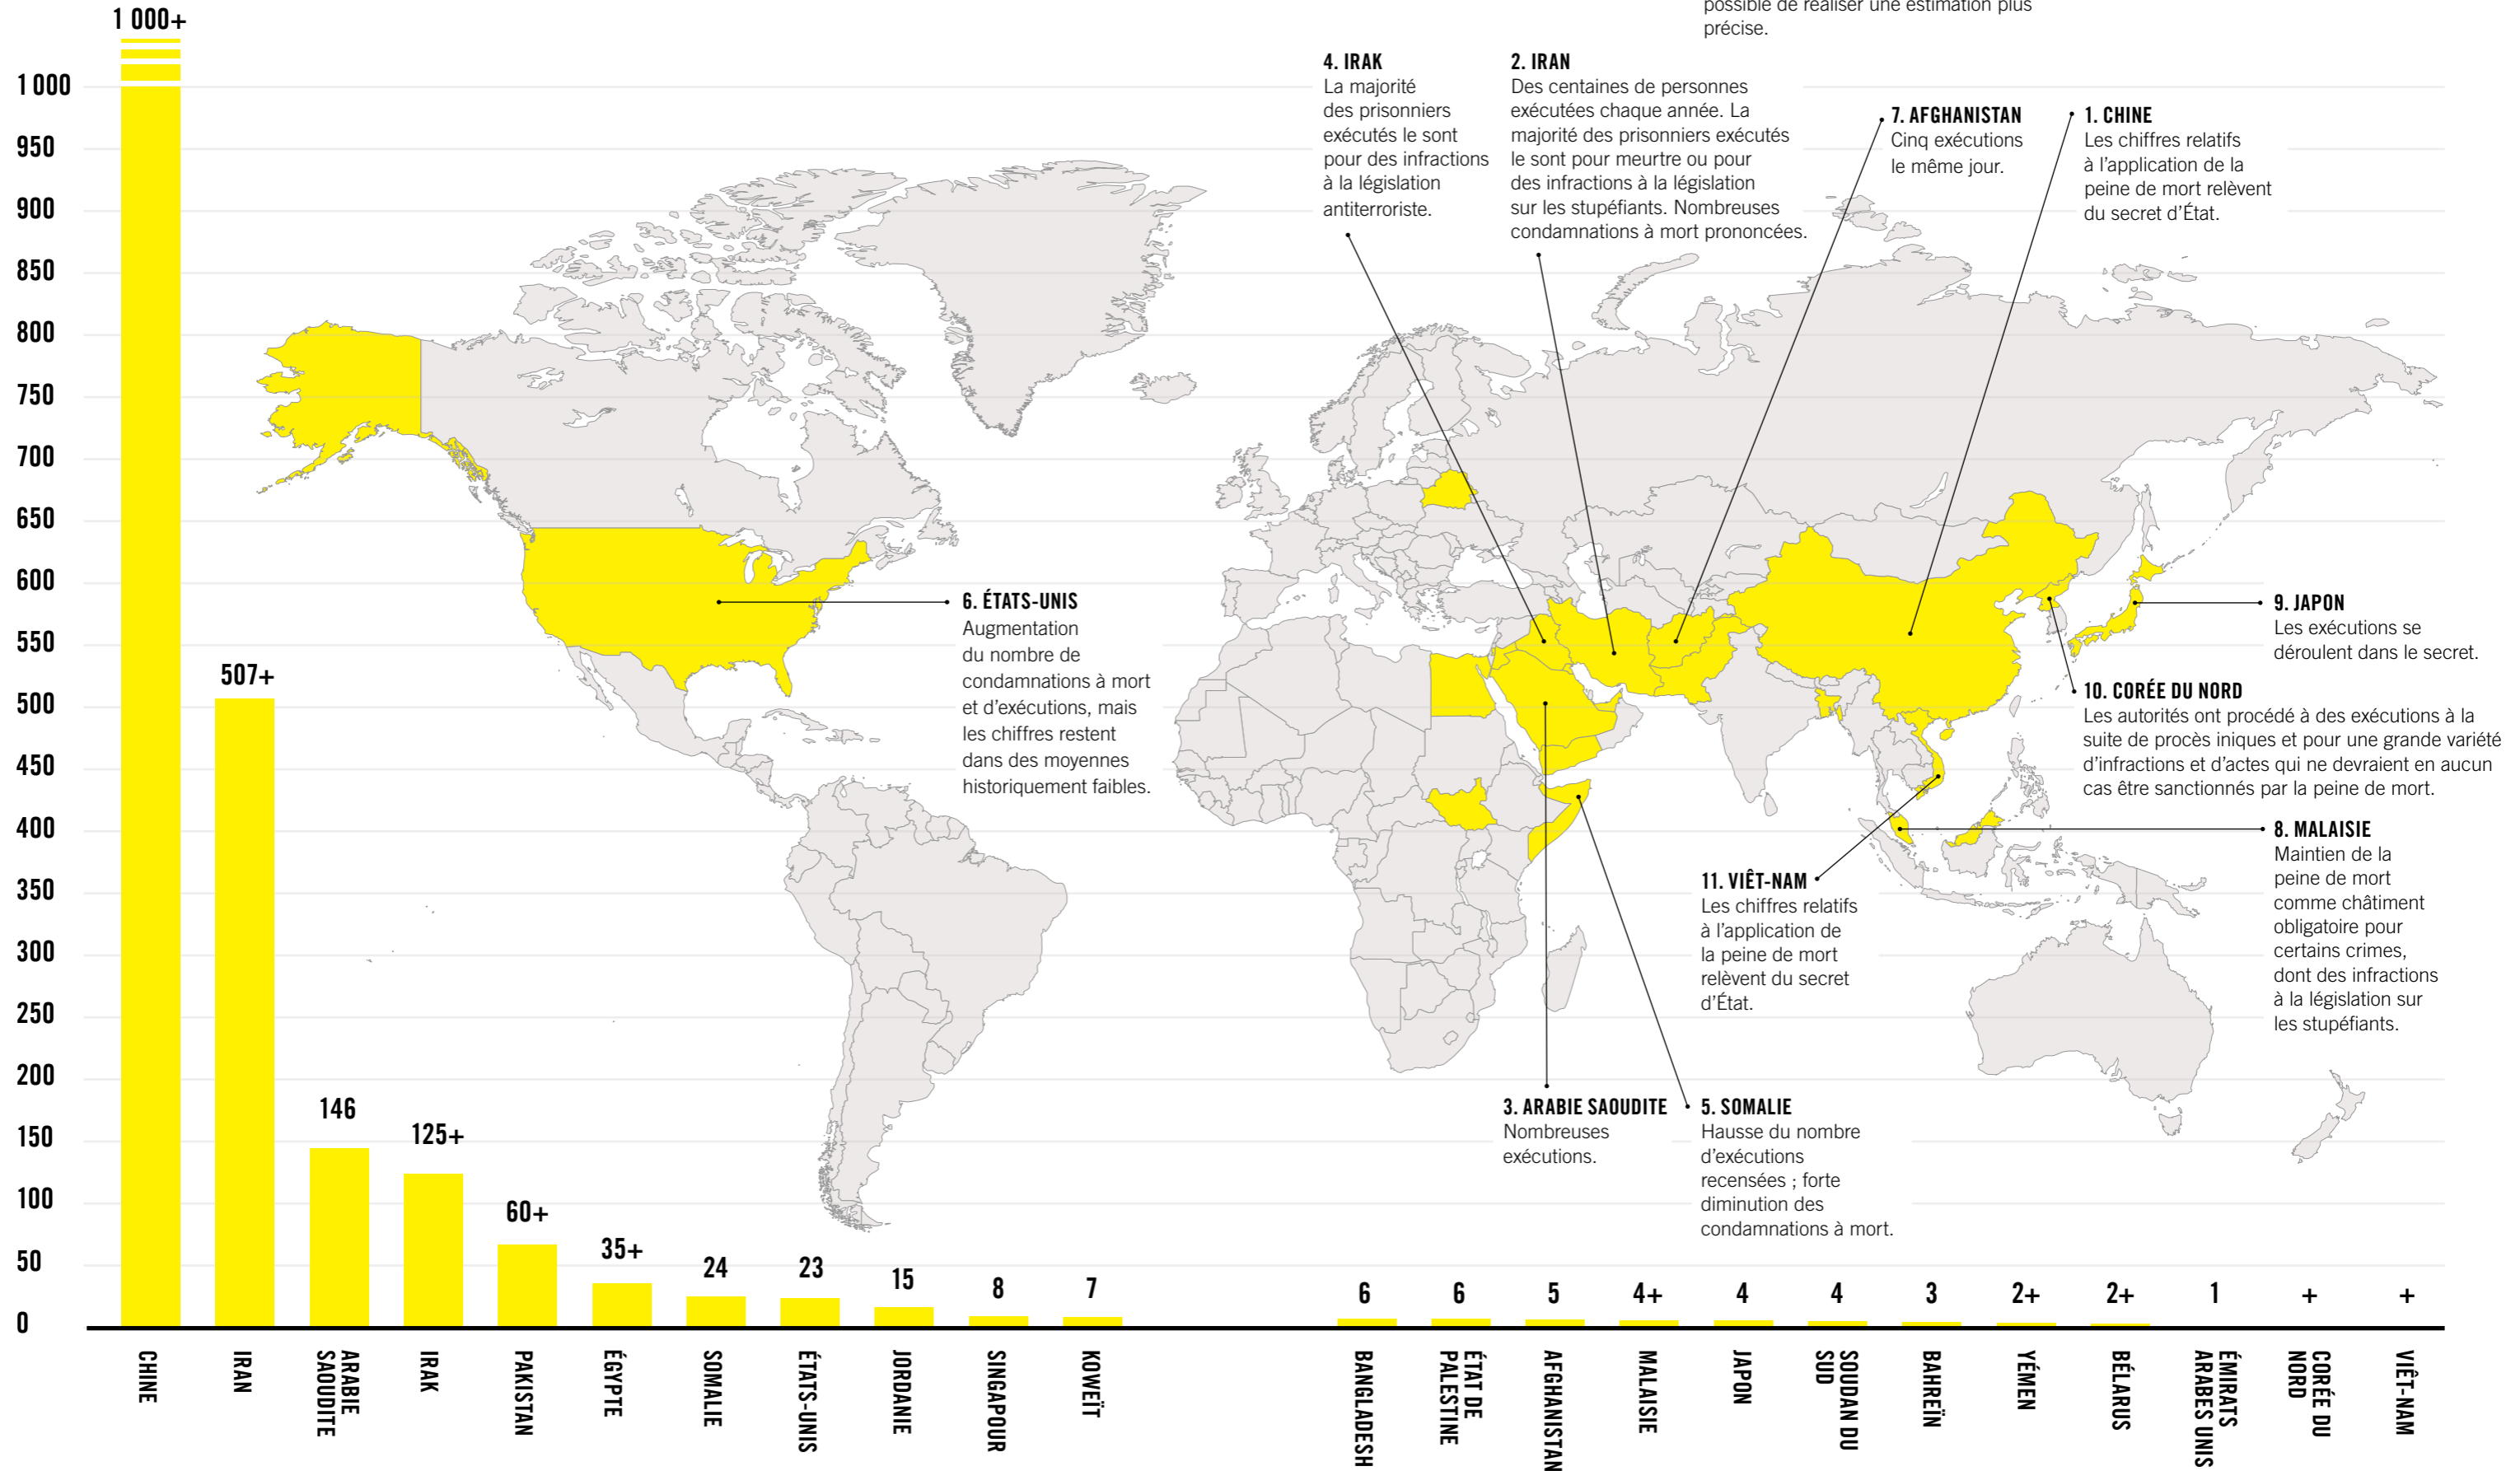 possible de réaliser une estimation plus
précise.
1 000+
1 000
950
900
850
800
750
700
650
600
550
500
450
400
350
300
250
200
150
100
50
0
4. IRAK
La majorité
des prisonniers
exécutés le sont
pour des infractions
à la législation
antiterroriste.
2. IRAN
Des centaines de personnes
exécutées chaque année. La
majorité des prisonniers exécutés
le sont pour meurtre ou pour
des infractions à la législation
sur les stupéfiants. Nombreuses
condamnations à mort prononcées.
7. AFGHANISTAN
Cinq exécutions
le même jour.
1. CHINE
Les chiffres relatifs
à l’application de la
peine de mort relèvent
du secret d’État.
6. ÉTATS-UNIS
Augmentation
du nombre de
condamnations à mort
et d’exécutions, mais
les chiffres restent
dans des moyennes
historiquement faibles.
9. JAPON
Les exécutions se
déroulent dans le secret.
10. CORÉE DU NORD
Les autorités ont procédé à des exécutions à la
suite de procès iniques et pour une grande variété
d’infractions et d’actes qui ne devraient en aucun
cas être sanctionnés par la peine de mort.
8. MALAISIE
Maintien de la
peine de mort
comme châtiment
obligatoire pour
certains crimes,
dont des infractions
à la législation sur
les stupéfiants.
11. VIÊT-NAM
Les chiffres relatifs
à l’application de
la peine de mort
relèvent du secret
d’État.
3. ARABIE SAOUDITE
Nombreuses
exécutions.
5. SOMALIE
Hausse du nombre
d’exécutions
recensées ; forte
diminution des
condamnations à mort.
507+
146
125+
60+
35+
24
23
15
8
7
6
6
5
4+
4
4
3
2+
2+
1
+
+
CHINE
IRAN
ARABIE
SAOUDITE
IRAK
PAKISTAN
ÉGYPTE
SOMALIE
ÉTATS-UNIS
JORDANIE
SINGAPOUR
KOWEÏT
BANGLADESH
ÉTAT DE
PALESTINE
AFGHANISTAN
MALAISIE
JAPON
SOUDAN DU
SUD
BAHREÏN
YÉMEN
BÉLARUS
ÉMIRATS
ARABES UNIS
CORÉE DU
NORD
VIÊT-NAM